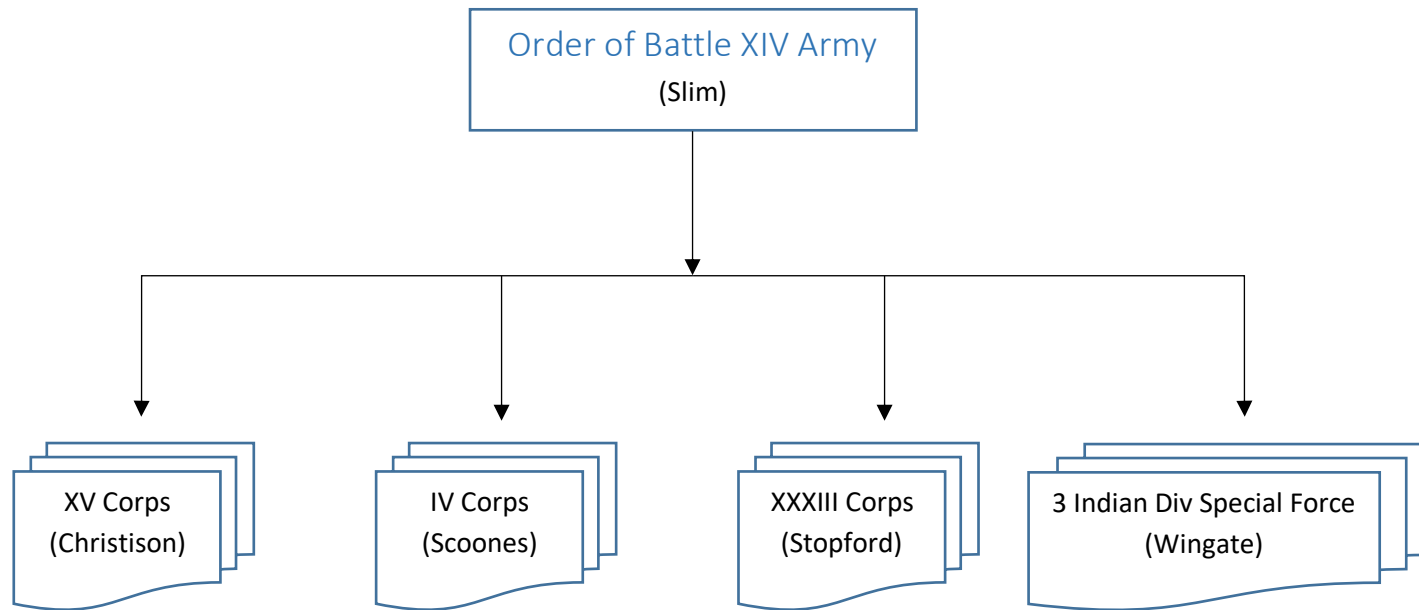 Order of Battle XIV Army
(Slim)
XV Corps
(Christison)
IV Corps
(Scoones)
XXXIII Corps
(Stopford)
3 Indian Div Special Force
(Wingate)